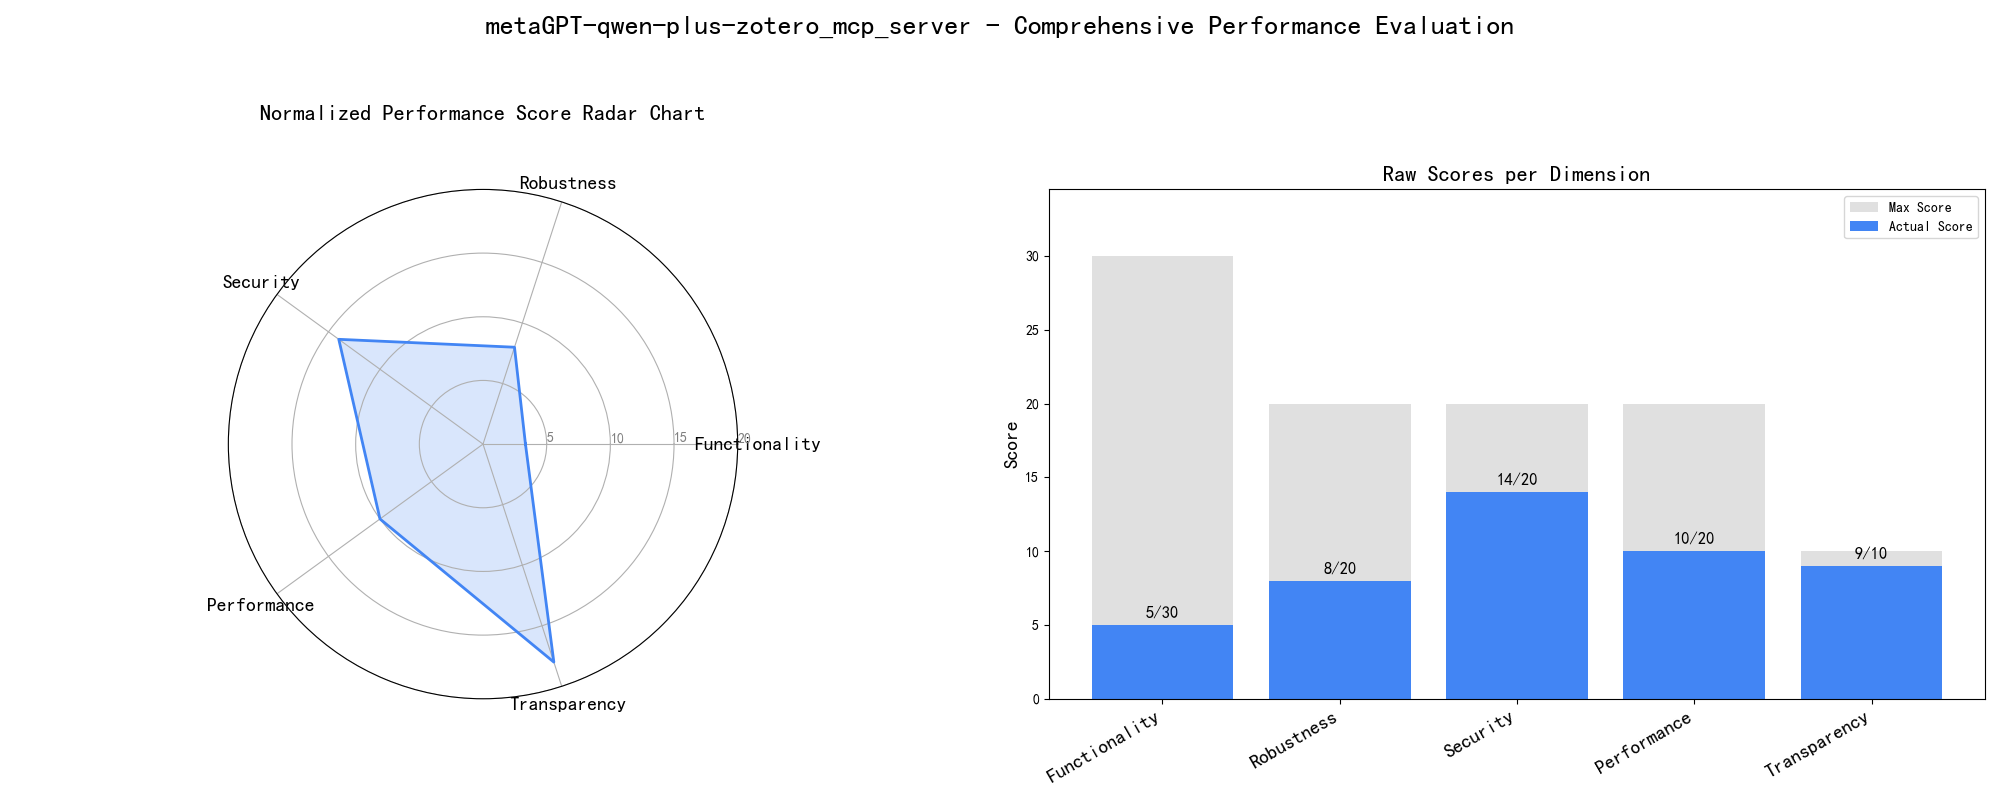 metaGPT-qwen-plus-zotero_mcp_server - Comprehensive Performance Evaluation
Normalized Performance Score Radar Chart
Robustness
Security
Functionality
5
10
15
20
Performance
Transparency
Raw Scores per Dimension
Max Score
Actual Score
Score
30
25
20
15
10
5
0
5/30
8/20
14/20
10/20
9/10
Functionality
Robustness
Security
Performance
Transparency